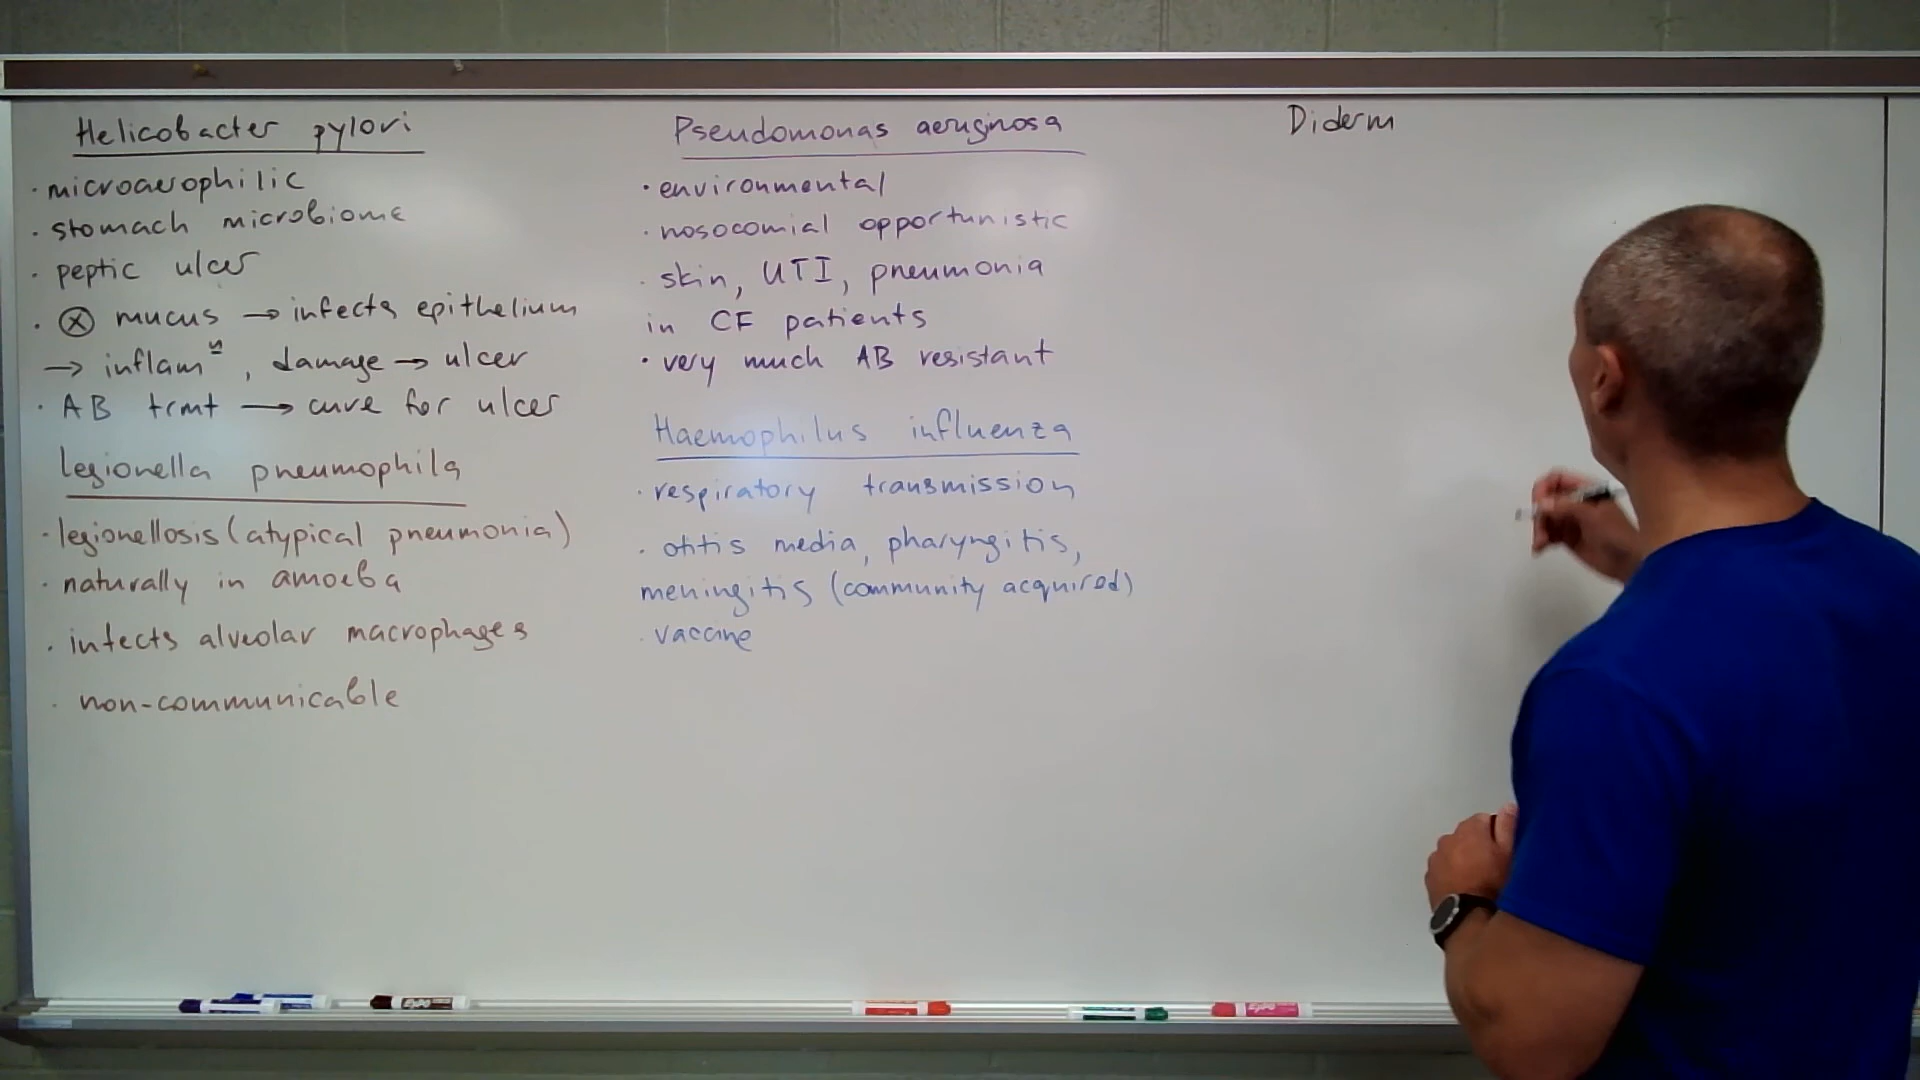 Helicobacter pylori
· microaerophilic
· stomach microbiome
· peptic ulcer
· ⓧ mucus → infects epithelium
→ inflamⁿ, damage → ulcer
· AB trmt → cure for ulcer
legionella pneumophila
· legionellosis (atypical pneumonia)
· naturally in amoeba
· infects alveolar macrophages
· non-communicable
Pseudomonas aeruginosa
· environmental
· nosocomial opportunistic
· skin, UTI, pneumonia
in CF patients
· very much AB resistant
Haemophilus influenza
· respiratory transmission
· otitis media, pharyngitis,
meningitis (community acquired)
· vaccine
Diderm
Expo
Expo